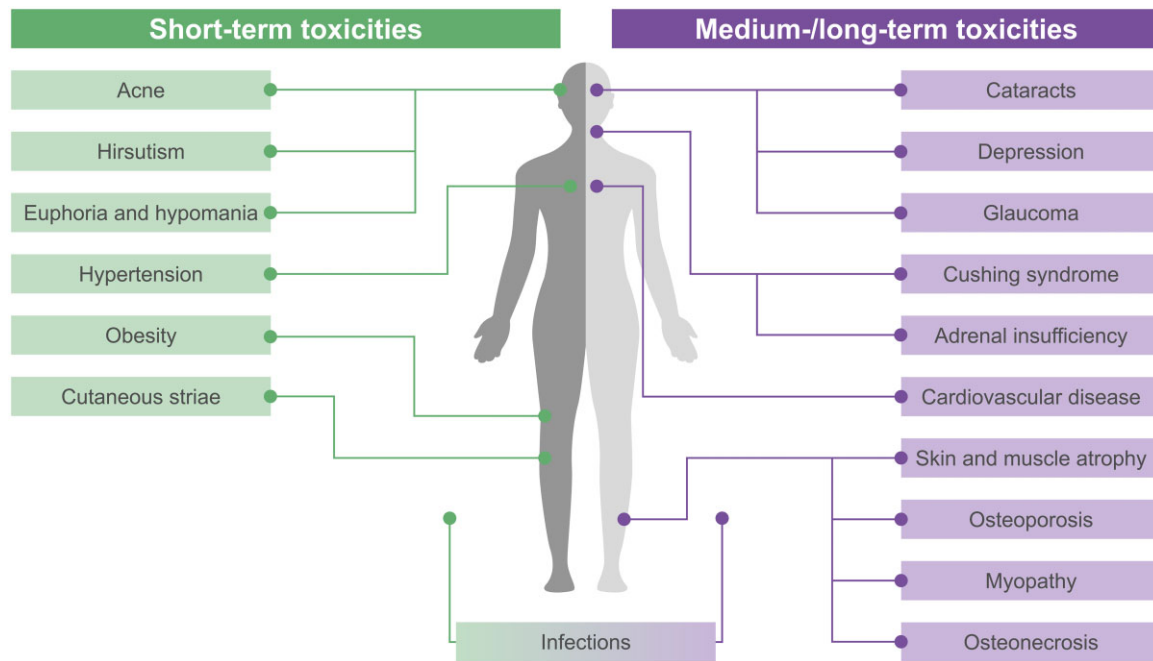 Short-term toxicities
Acne
Hirsutism
Euphoria and hypomania
Hypertension
Obesity
Cutaneous striae
Medium-/long-term toxicities
Cataracts
Depression
Glaucoma
Cushing syndrome
Adrenal insufficiency
Cardiovascular disease
Skin and muscle atrophy
Osteoporosis
Myopathy
Osteonecrosis
Infections